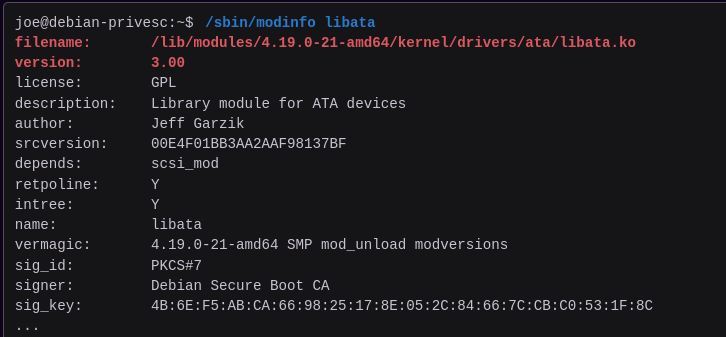 joe@debian-privesc:~$ /sbin/modinfo libata
filename: /lib/modules/4.19.0-21-amd64/kernel/drivers/ata/libata.ko
version: 3.00
license: GPL
description: Library module for ATA devices
author: Jeff Garzik
srcversion: 00E4F01BB3AA2AAF98137BF
depends: scsi_mod
retpoline: Y
intree: Y
name: libata
vermagic: 4.19.0-21-amd64 SMP mod_unload modversions
sig_id: PKCS#7
signer: Debian Secure Boot CA
sig_key: 4B:6E:F5:AB:CA:66:98:25:17:8E:05:2C:84:66:7C:CB:C0:53:1F:8C
...